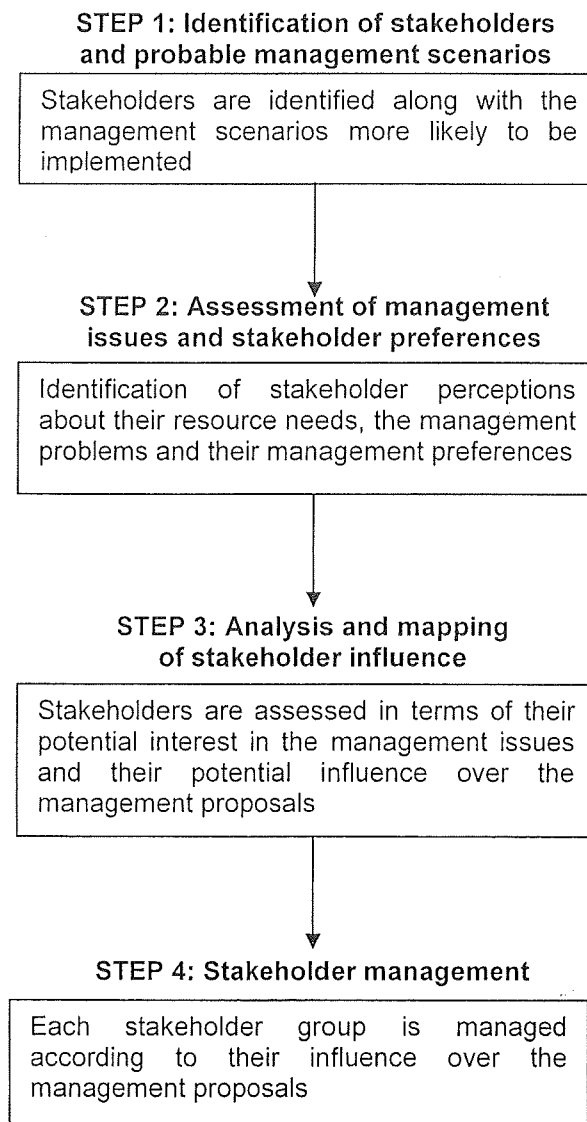 STEP 1: Identification of stakeholders
and probable management scenarios
Stakeholders are identified along with the
management scenarios more likely to be
implemented
STEP 2: Assessment of management
issues and stakeholder preferences
Identification of stakeholder perceptions
about their resource needs, the management
problems and their management preferences
STEP 3: Analysis and mapping
of stakeholder influence
Stakeholders are assessed in terms of their
potential interest in the management issues
and their potential influence over the
management proposals
STEP 4: Stakeholder management
Each stakeholder group is managed
according to their influence over the
management proposals